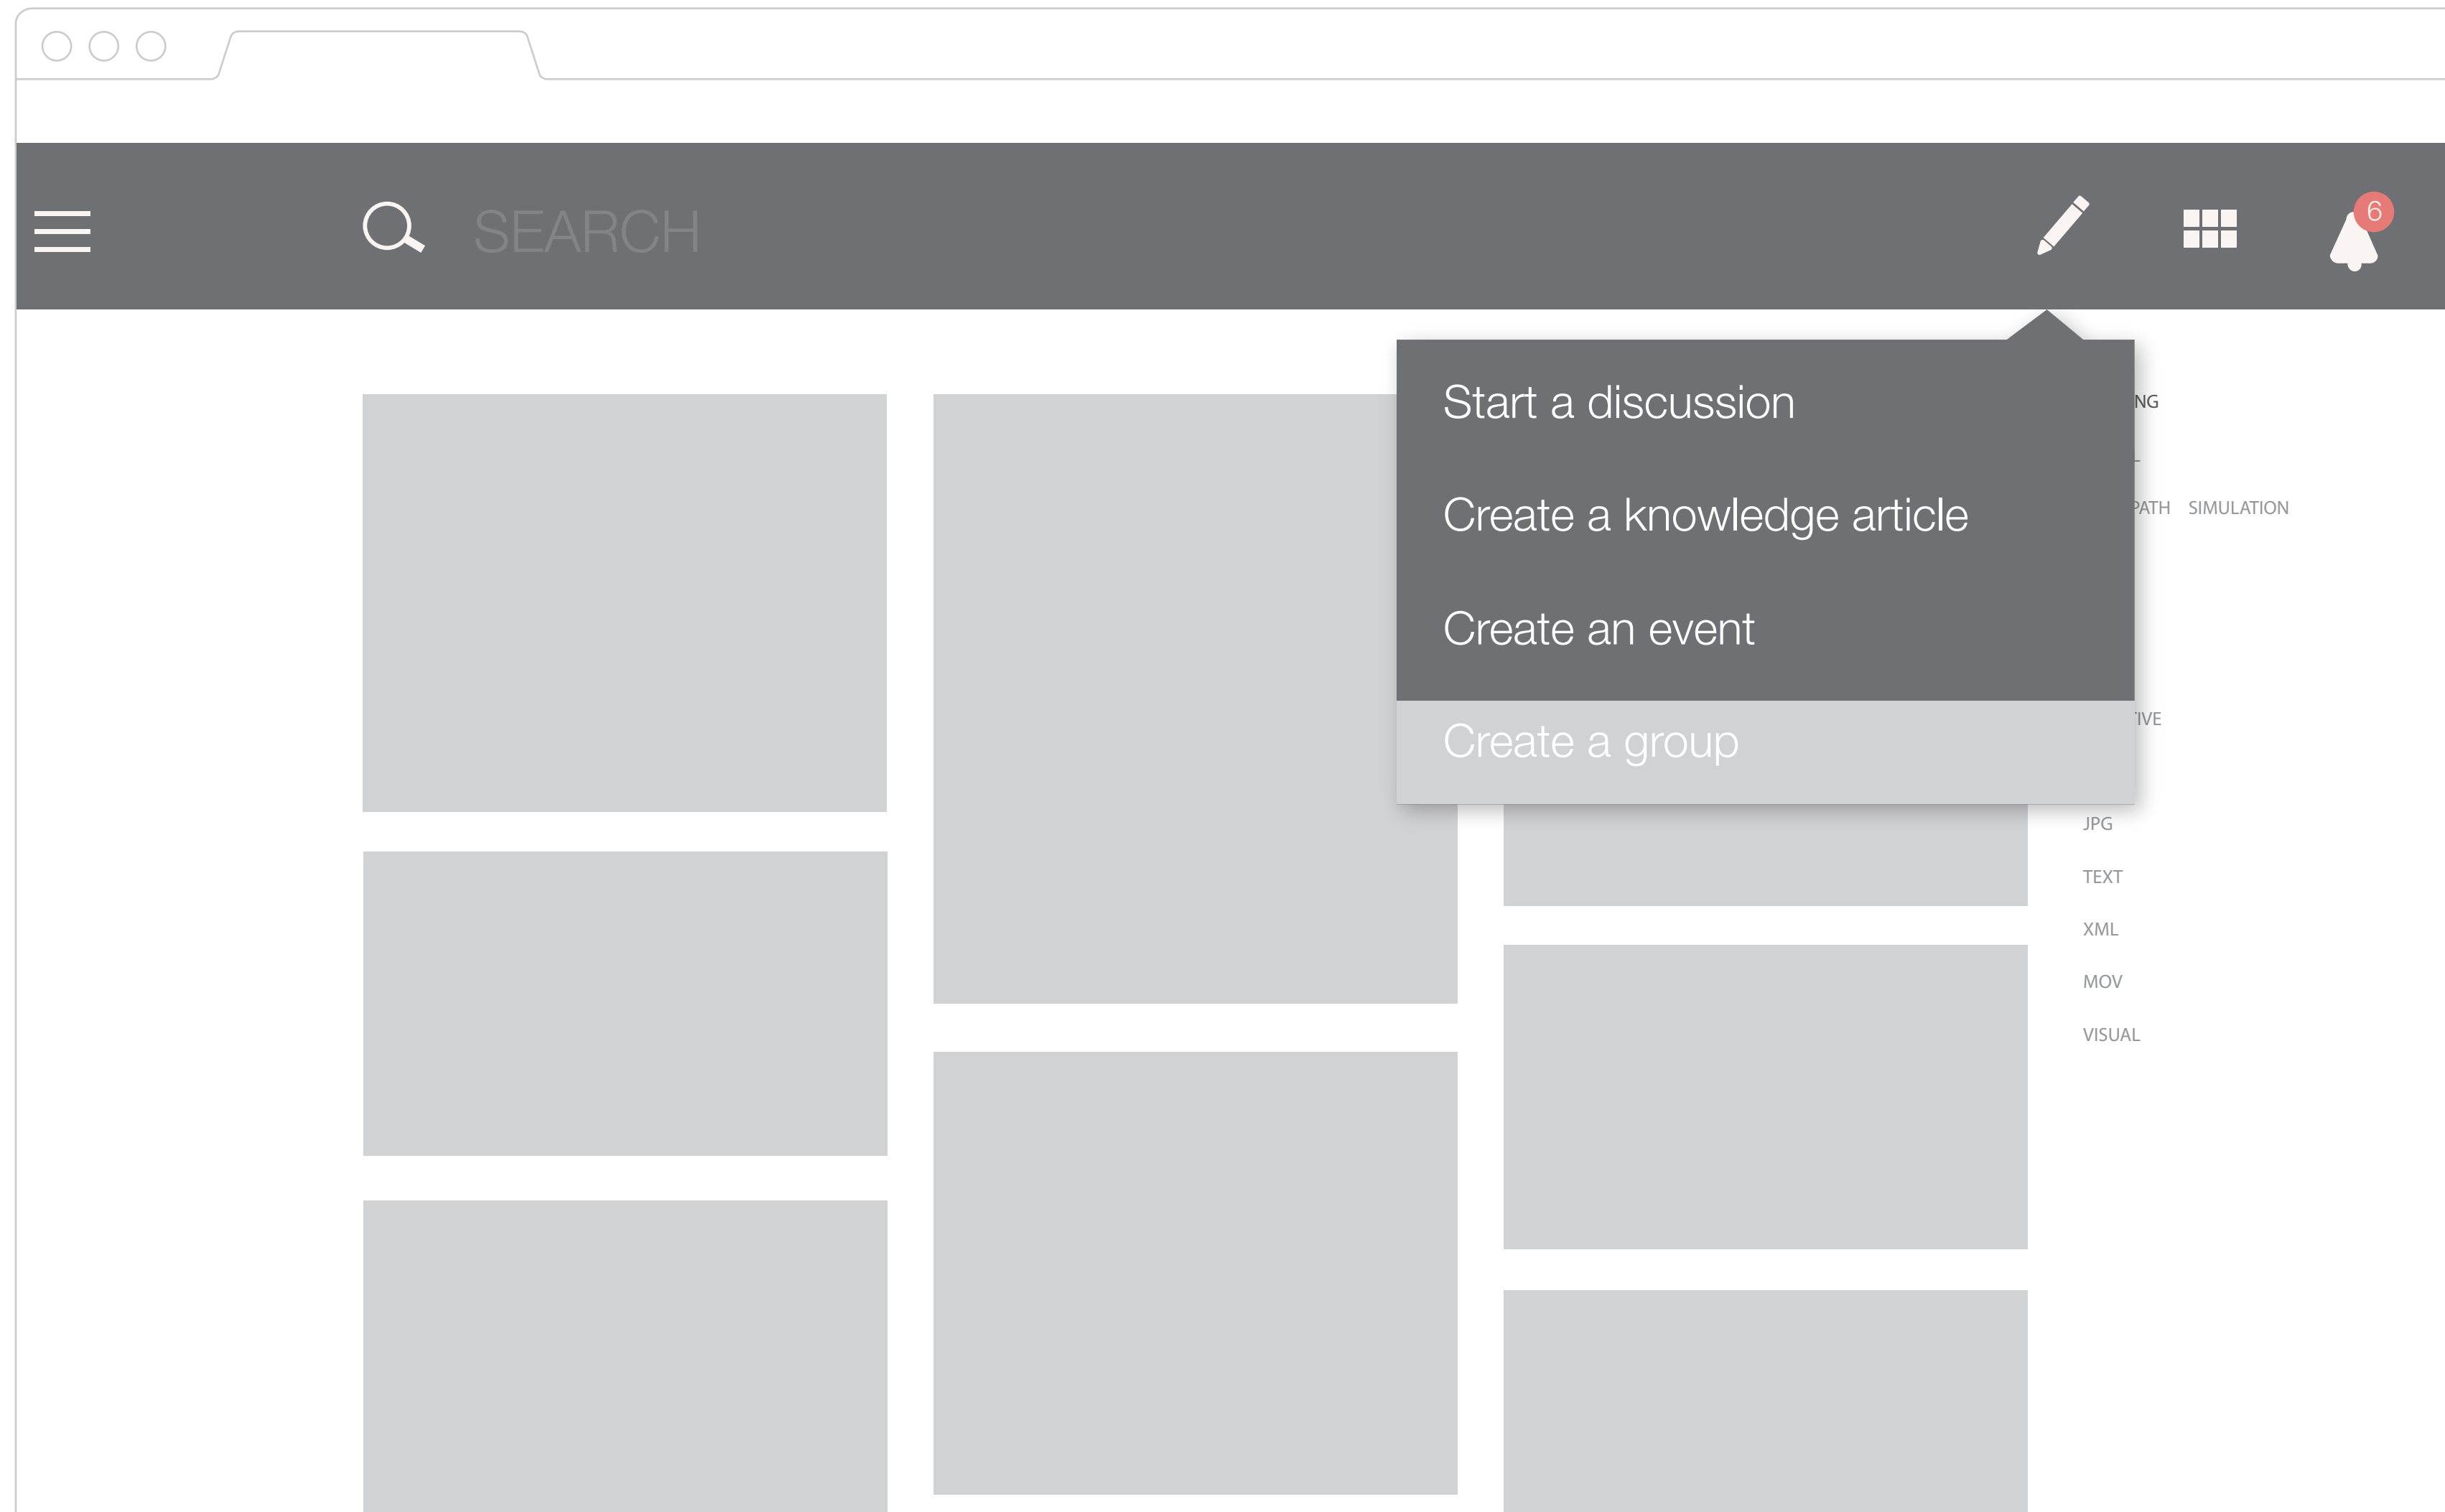 SEARCH
6
Start a discussion
Create a knowledge article
Create an event
Create a group
SIMULATION
JPG
TEXT
XML
MOV
VISUAL